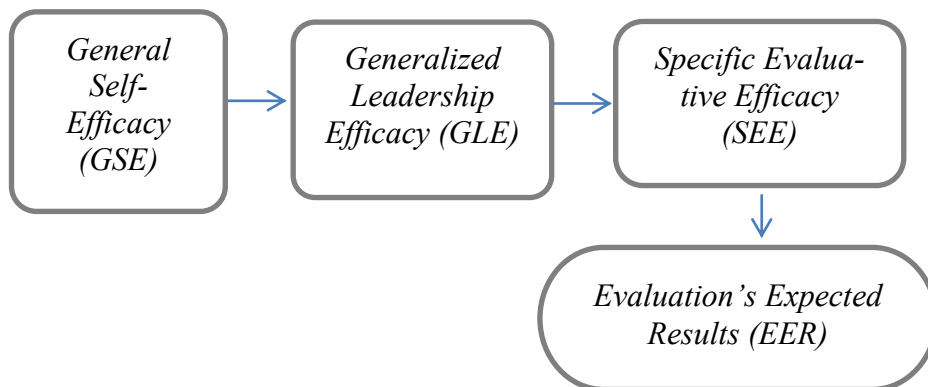 General
Self-
Efficacy
(GSE)
Generalized
Leadership
Efficacy (GLE)
Specific Evalua-
tive Efficacy
(SEE)
Evaluation’s Expected
Results (EER)